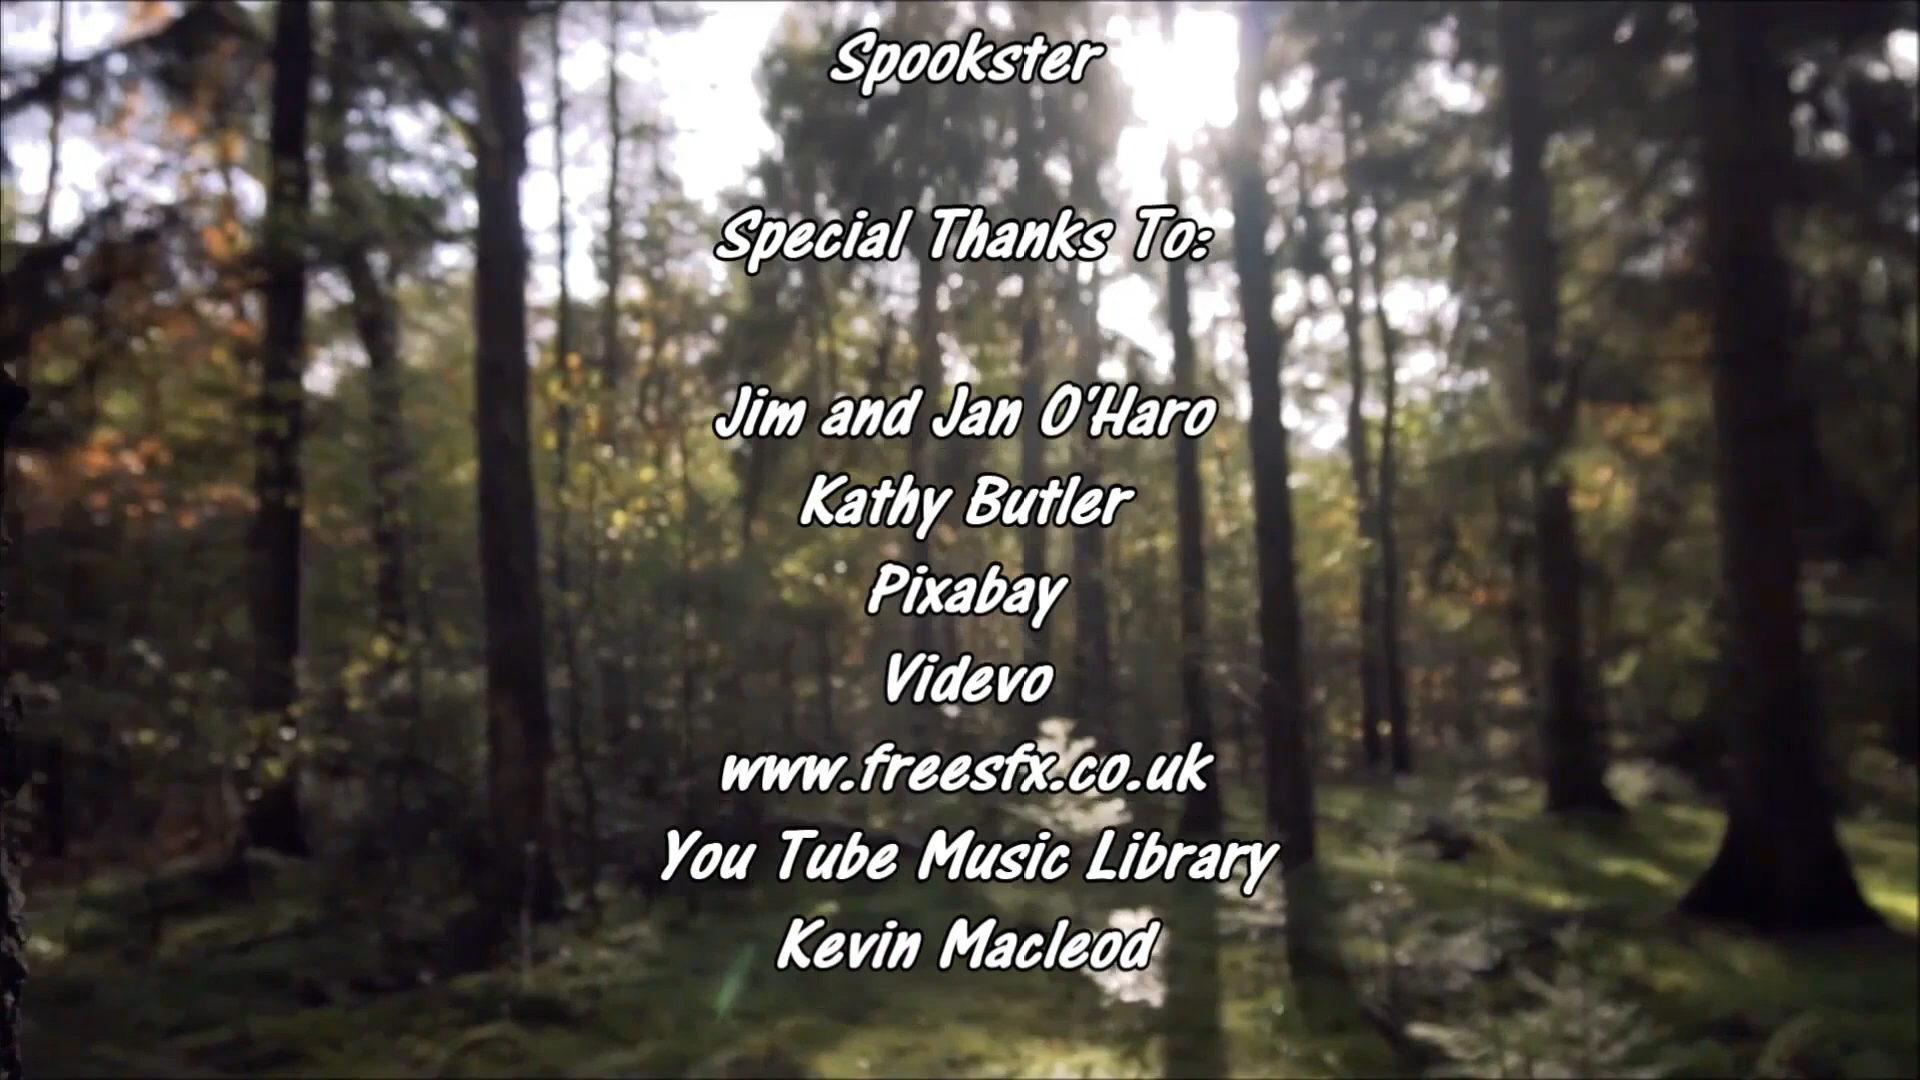 Spookster
Special Thanks To:
Jim and Jan O'Haro
Kathy Butler
Pixabay
Videvo
www.freesfx.co.uk
You Tube Music Library
Kevin Macleod